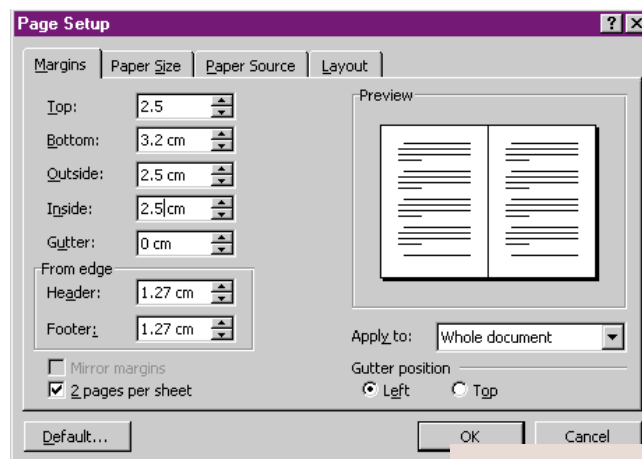 Page Setup
Margins Paper Size Paper Source Layout
Top: 2.5
Bottom: 3.2 cm
Outside: 2.5 cm
Inside: 2.5 cm
Gutter: 0 cm
From edge
Header: 1.27 cm
Footer: 1.27 cm
Mirror margins
2 pages per sheet
Preview
Apply to: Whole document
Gutter position
Left Top
Default... OK Cancel